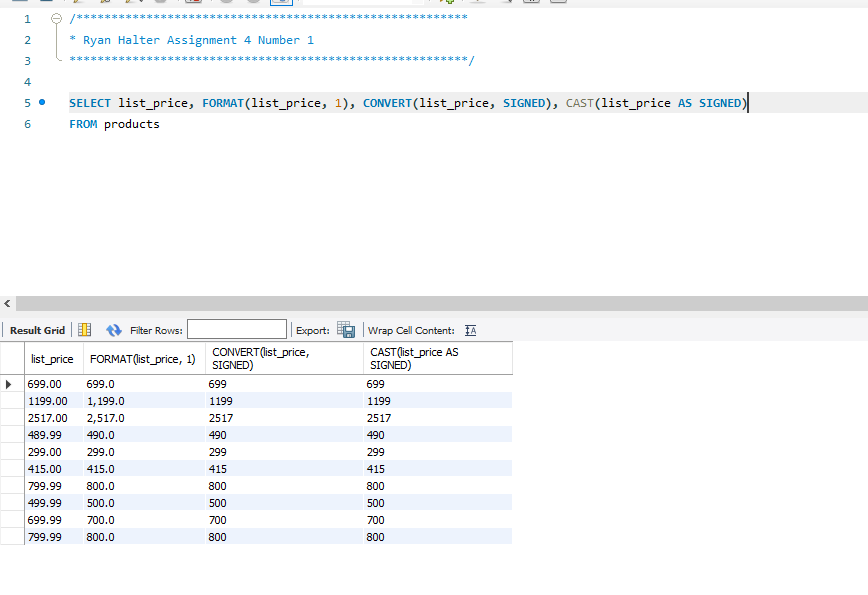 1 /********************************************************
2 * Ryan Halter Assignment 4 Number 1
3 *********************************************************/
4
5 SELECT list_price, FORMAT(list_price, 1), CONVERT(list_price, SIGNED), CAST(list_price AS SIGNED)
6 FROM products
Result Grid Filter Rows: Export: Wrap Cell Content:
list_price FORMAT(list_price, 1) CONVERT(list_price, SIGNED) CAST(list_price AS SIGNED)
699.00 699.0 699 699
1199.00 1,199.0 1199 1199
2517.00 2,517.0 2517 2517
489.99 490.0 490 490
299.00 299.0 299 299
415.00 415.0 415 415
799.99 800.0 800 800
499.99 500.0 500 500
699.99 700.0 700 700
799.99 800.0 800 800